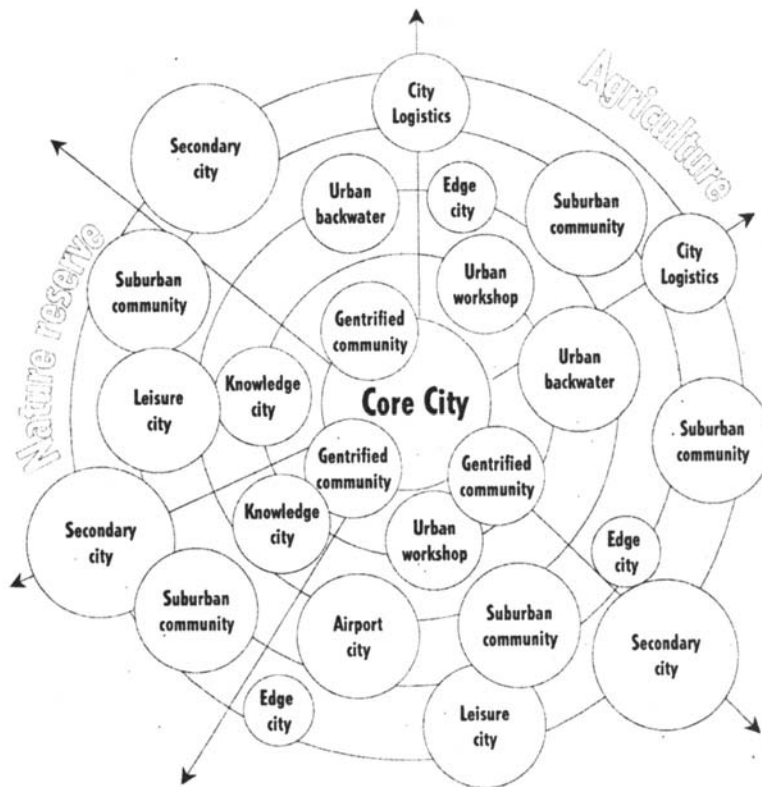 City
Logistics
Agriculture
Secondary
city
Urban
backwater
Edge
city
Suburban
community
City
Logistics
Nature reserve
Suburban
community
Urban
workshop
Gentrified
community
Urban
backwater
Leisure
city
Knowledge
city
Core City
Suburban
community
Gentrified
community
Gentrified
community
Secondary
city
Knowledge
city
Urban
workshop
Edge
city
Suburban
community
Airport
city
Suburban
community
Secondary
city
Edge
city
Leisure
city